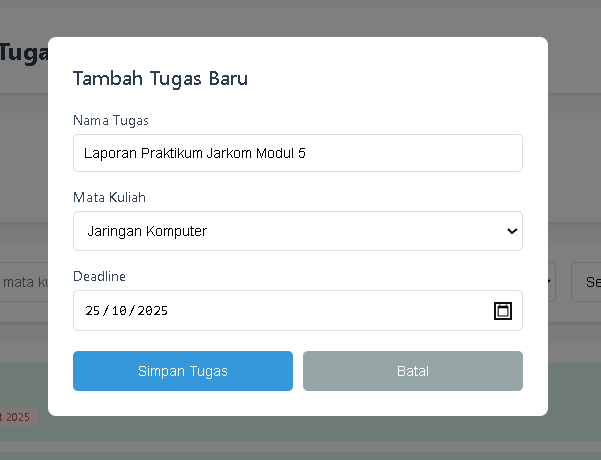 Tuga
Tambah Tugas Baru
Nama Tugas
Laporan Praktikum Jarkom Modul 5
Mata Kuliah
Jaringan Komputer
mata ku
Se
Deadline
25/10/2025
Simpan Tugas
Batal
t 2025